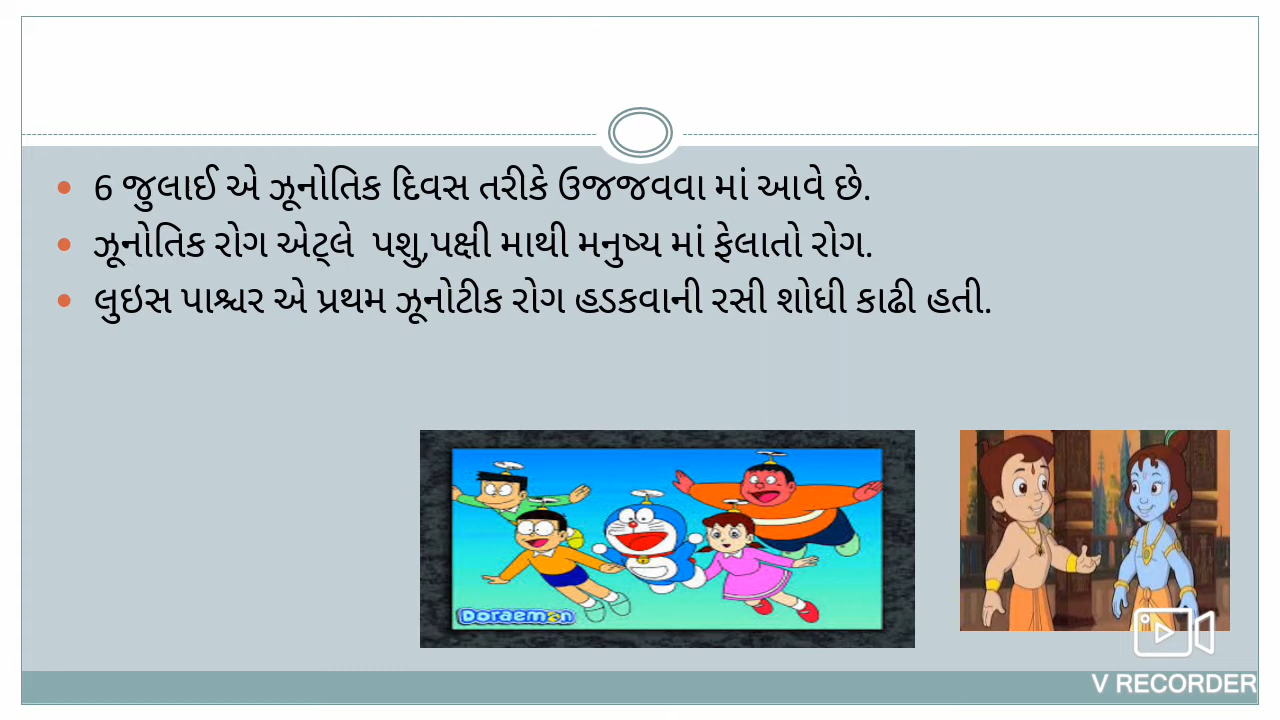 6 જુલાઈ એ ઝૂનોતિક દિવસ તરીકે ઉજજવવા માં આવે છે.
ઝૂનોતિક રોગ એટ્લે પશુ,પક્ષી માથી મનુષ્ય માં ફેલાતો રોગ.
લુઇસ પાશ્ચર એ પ્રથમ ઝૂનોટીક રોગ હડકવાની રસી શોધી કાઢી હતી.
DORAEMON
V RECORDER